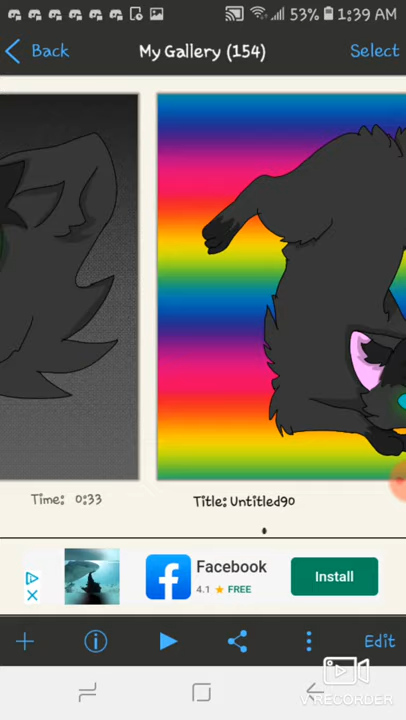 53% 1:39 AM
Back My Gallery (154) Select
Time: 0:33 Title: Untitled90
Facebook
4.1 ★ FREE
Install
Edit
V RECORDER